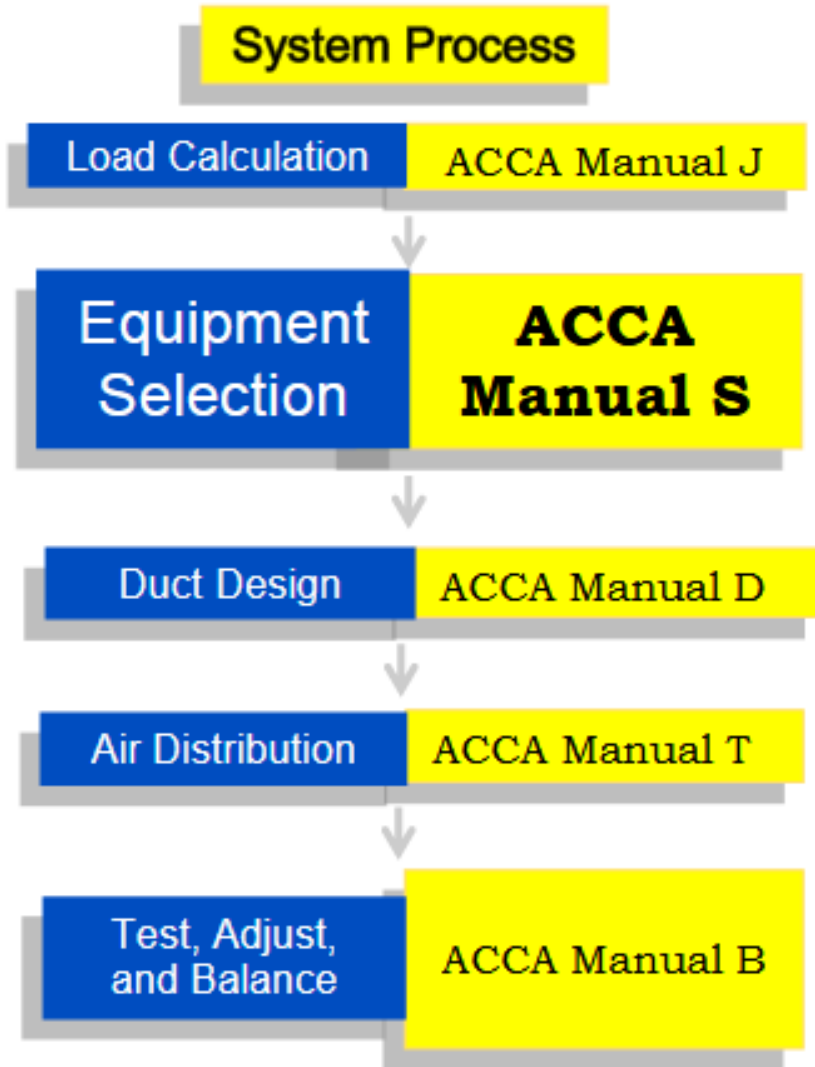 System Process
Load Calculation ACCA Manual J
Equipment
Selection
ACCA
Manual S
Duct Design ACCA Manual D
Air Distribution ACCA Manual T
Test, Adjust,
and Balance
ACCA Manual B